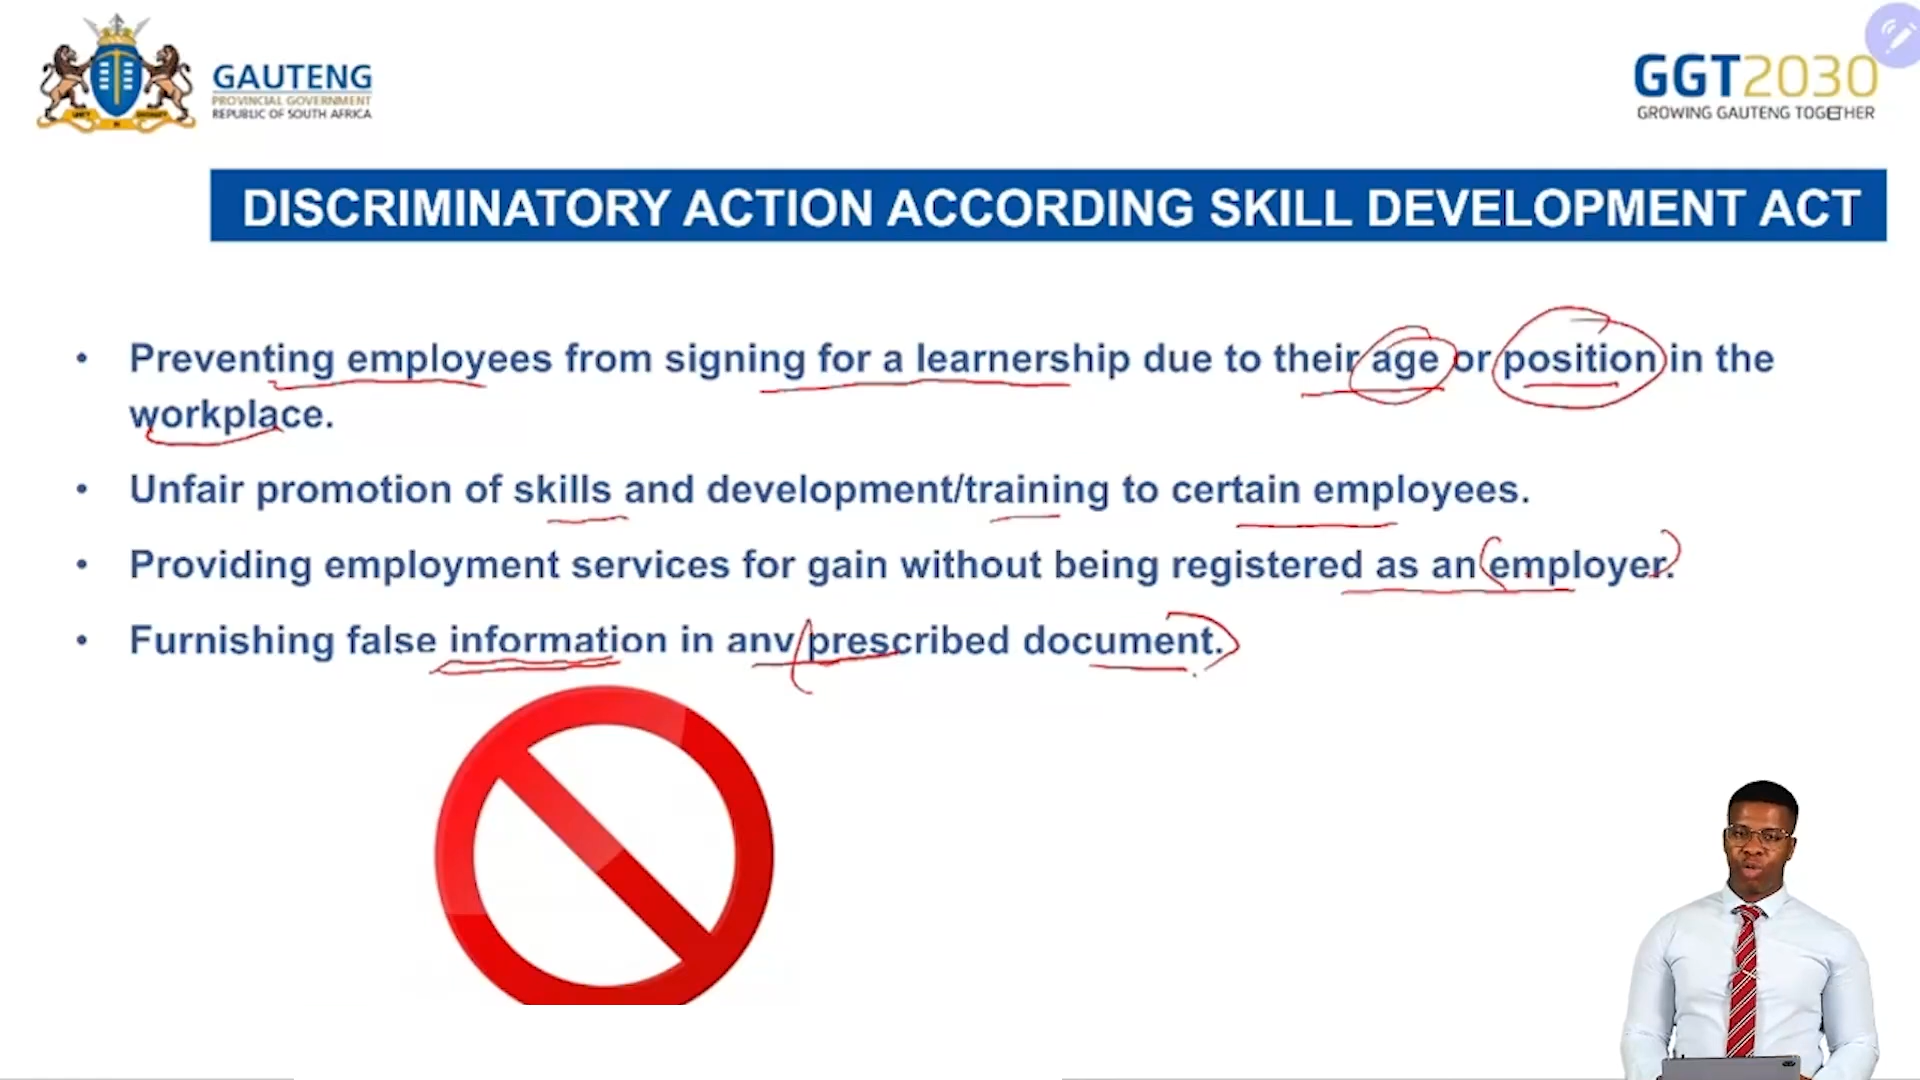 GAUTENG
PROVINCIAL GOVERNMENT
REPUBLIC OF SOUTH AFRICA
GGT2030
GROWING GAUTENG TOGETHER
DISCRIMINATORY ACTION ACCORDING SKILL DEVELOPMENT ACT
• Preventing employees from signing for a learnership due to their age or position in the
workplace.
• Unfair promotion of skills and development/training to certain employees.
• Providing employment services for gain without being registered as an employer.
• Furnishing false information in any prescribed document.